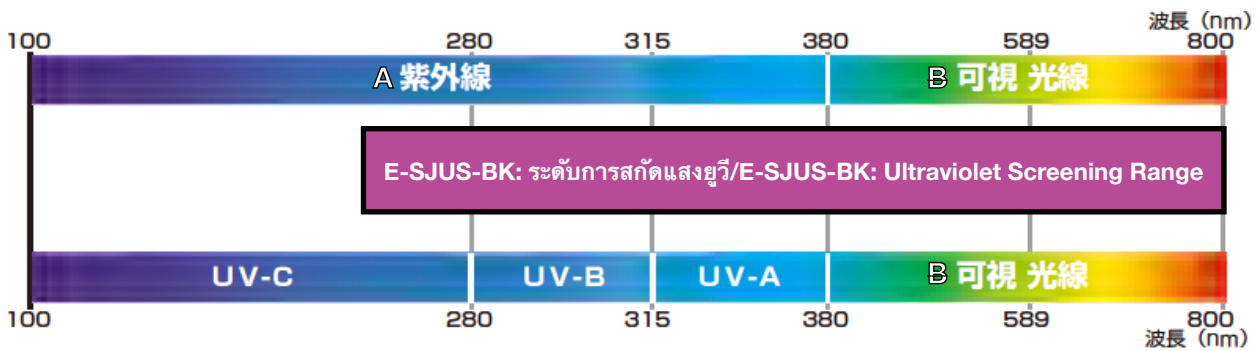 波長（nm）
100 280 315 380 589 800
A 紫外線 B 可視 光線
E-SJUS-BK: ระดับการสกัดแสงยูวี/E-SJUS-BK: Ultraviolet Screening Range
UV-C UV-B UV-A B 可視 光線
100 280 315 380 589 800
波長（nm）